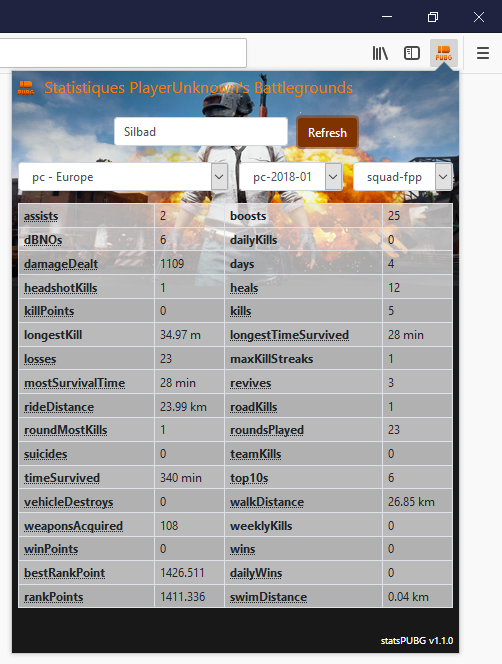 PUBG
Statistiques PlayerUnknown's Battlegrounds
Silbad Refresh
pc - Europe pc-2018-01 squad-fpp
assists 2 boosts 25
dBNOs 6 dailyKills 0
damageDealt 1109 days 4
headshotKills 1 heals 12
killPoints 0 kills 5
longestKill 34.97 m longestTimeSurvived 28 min
losses 23 maxKillStreaks 1
mostSurvivalTime 28 min revives 3
rideDistance 23.99 km roadKills 1
roundMostKills 1 roundsPlayed 23
suicides 0 teamKills 0
timeSurvived 340 min top10s 6
vehicleDestroys 0 walkDistance 26.85 km
weaponsAcquired 108 weeklyKills 0
winPoints 0 wins 0
bestRankPoint 1426.511 dailyWins 0
rankPoints 1411.336 swimDistance 0.04 km
statsPUBG v1.1.0